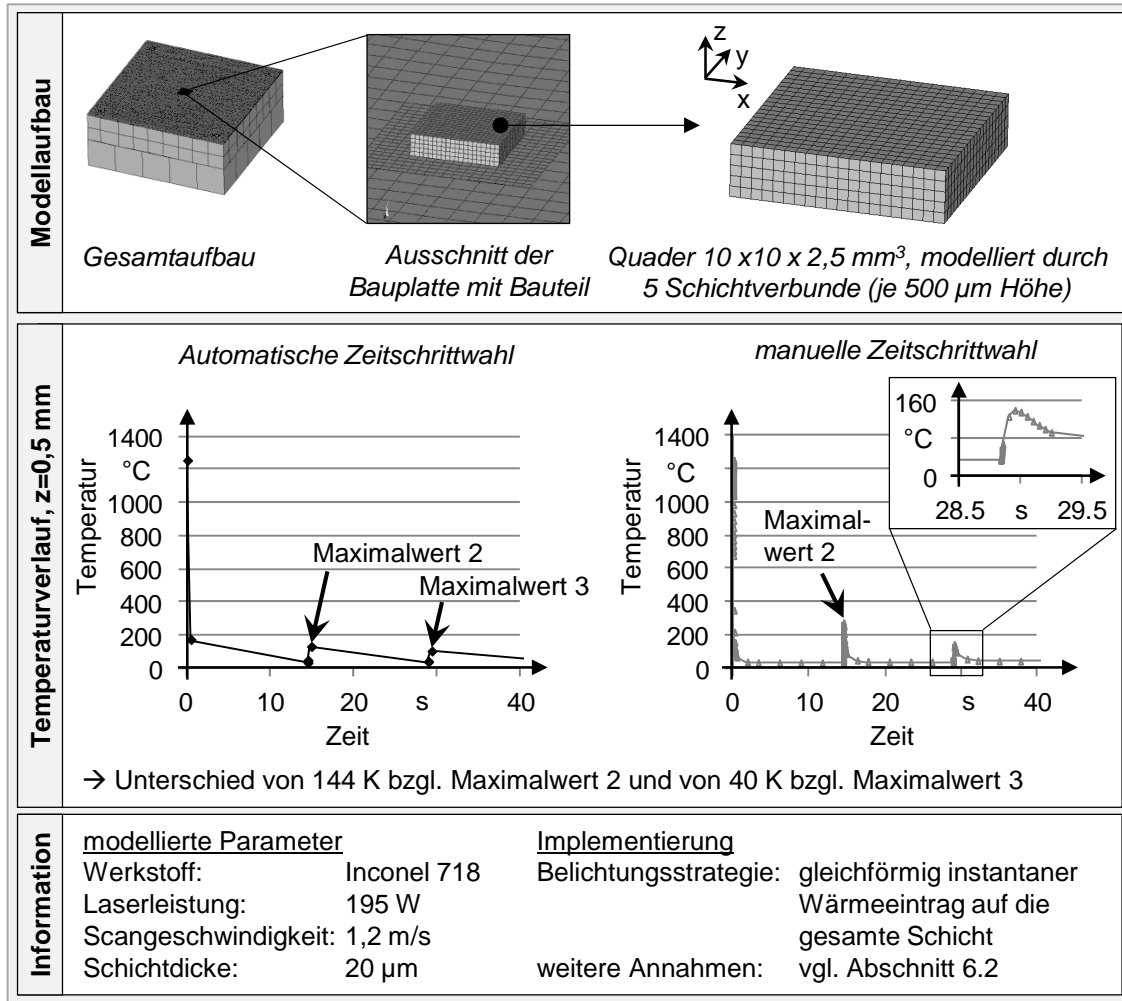 Modellaufbau
z
y
x
Gesamtaufbau
Ausschnitt der
Bauplatte mit Bauteil
Quader 10 x10 x 2,5 mm³, modelliert durch
5 Schichtverbunde (je 500 µm Höhe)
Temperaturverlauf, z=0,5 mm
Automatische Zeitschrittwahl
Temperatur
1400
°C
1000
800
600
400
200
0
Maximalwert 2
Maximalwert 3
0
10
20
s
40
Zeit
manuelle Zeitschrittwahl
Temperatur
1400
°C
1000
800
600
400
200
0
Maximal-
wert 2
160
°C
0
28.5
s
29.5
0
10
20
s
40
Zeit
→ Unterschied von 144 K bzgl. Maximalwert 2 und von 40 K bzgl. Maximalwert 3
Information
modellierte Parameter
Werkstoff: Inconel 718
Laserleistung: 195 W
Scangeschwindigkeit: 1,2 m/s
Schichtdicke: 20 µm
Implementierung
Belichtungsstrategie: gleichförmig instantaner
Wärmeeintrag auf die
gesamte Schicht
weitere Annahmen: vgl. Abschnitt 6.2